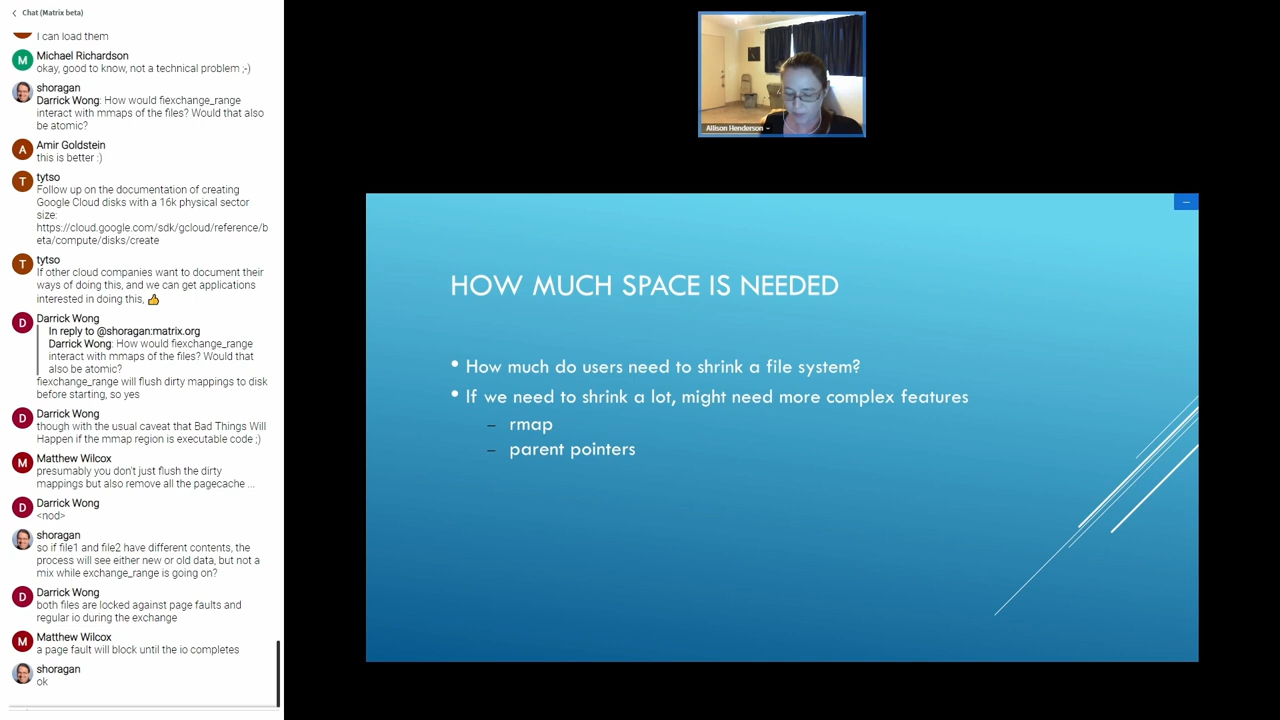 Chat (Matrix beta)
I can load them
M
Michael Richardson
okay, good to know, not a technical problem ;-)
shoragan
Darrick Wong: How would fiexchange_range
interact with mmaps of the files? Would that also
be atomic?
A
Amir Goldstein
this is better :)
T
tytso
Follow up on the documentation of creating
Google Cloud disks with a 16k physical sector
size:
https://cloud.google.com/sdk/gcloud/reference/b
eta/compute/disks/create
T
tytso
If other cloud companies want to document their
ways of doing this, and we can get applications
interested in doing this, 👍
D
Darrick Wong
In reply to @shoragan:matrix.org
Darrick Wong: How would fiexchange_range
interact with mmaps of the files? Would that
also be atomic?
fiexchange_range will flush dirty mappings to disk
before starting, so yes
D
Darrick Wong
though with the usual caveat that Bad Things Will
Happen if the mmap region is executable code ;)
M
Matthew Wilcox
presumably you don't just flush the dirty
mappings but also remove all the pagecache ...
D
Darrick Wong
<nod>
shoragan
so if file1 and file2 have different contents, the
process will see either new or old data, but not a
mix while exchange_range is going on?
D
Darrick Wong
both files are locked against page faults and
regular io during the exchange
M
Matthew Wilcox
a page fault will block until the io completes
shoragan
ok
Allison Henderson
HOW MUCH SPACE IS NEEDED
• How much do users need to shrink a file system?
• If we need to shrink a lot, might need more complex features
– rmap
– parent pointers